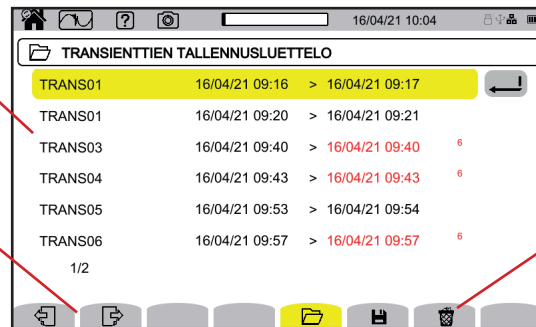 ? 16/04/21 10:04
TRANSIENTTIEN TALLENNUSLUETTELO
TRANS01 16/04/21 09:16 > 16/04/21 09:17
TRANS01 16/04/21 09:20 > 16/04/21 09:21
TRANS03 16/04/21 09:40 > 16/04/21 09:40 6
TRANS04 16/04/21 09:43 > 16/04/21 09:43 6
TRANS05 16/04/21 09:53 > 16/04/21 09:54
TRANS06 16/04/21 09:57 > 16/04/21 09:57 6
1/2